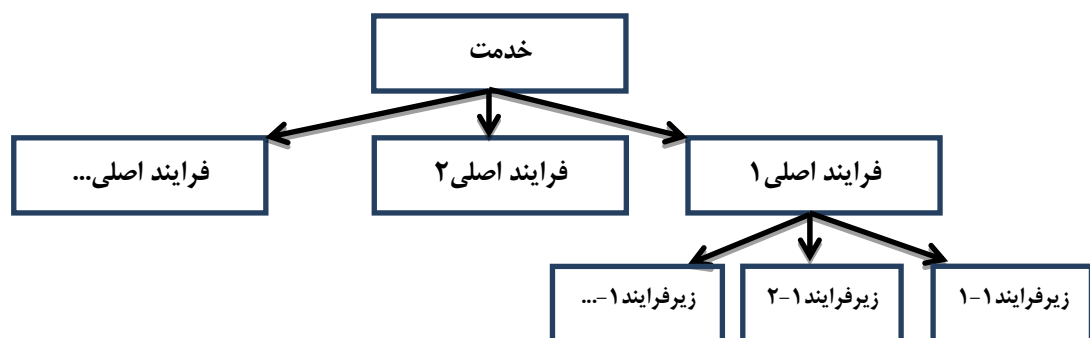 خدمت
فرایند اصلی۱
فرایند اصلی۲
فرایند اصلی...
زیرفرایند۱-۱
زیرفرایند۱-۲
زیرفرایند۱-...